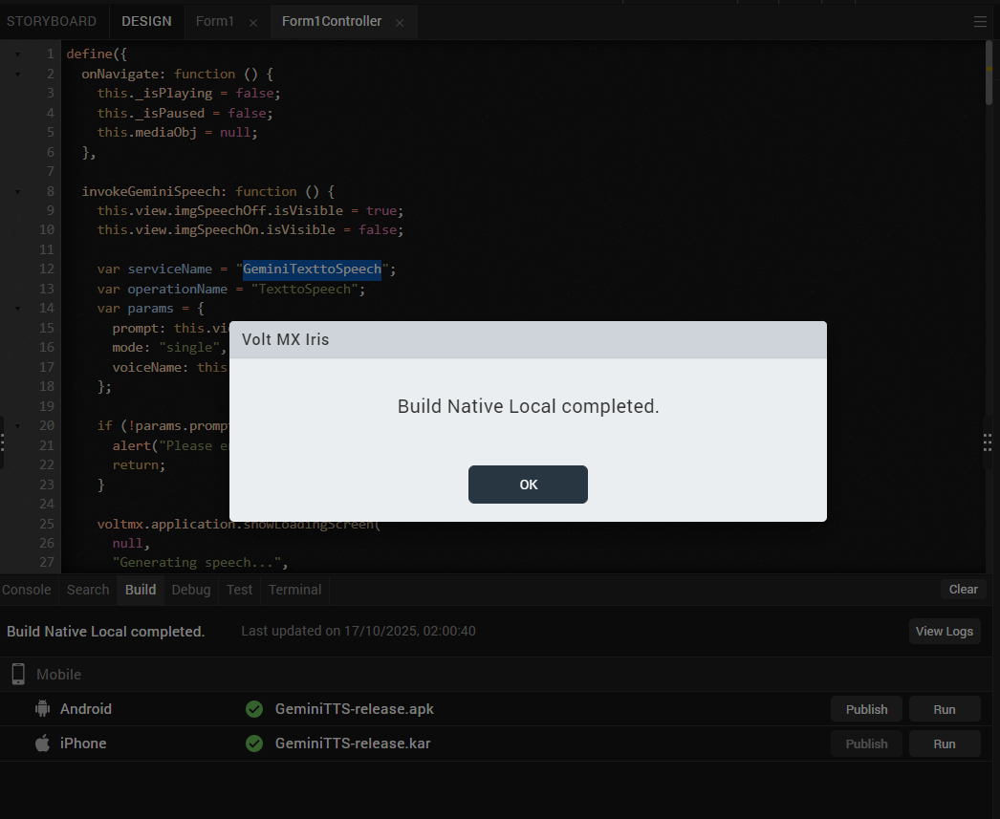 STORYBOARD DESIGN Form1 × Form1Controller ×
1 define({
2 onNavigate: function () {
3 this._isPlaying = false;
4 this._isPaused = false;
5 this.mediaObj = null;
6 },
7
8 invokeGeminiSpeech: function () {
9 this.view.imgSpeechOff.isVisible = true;
10 this.view.imgSpeechOn.isVisible = false;
11
12 var serviceName = "GeminiTexttoSpeech";
13 var operationName = "TexttoSpeech";
14 var params = {
15 prompt: this.vi
16 mode: "single",
17 voiceName: this
18 };
19
20 if (!params.prompt
21 alert("Please en
22 return;
23 }
24
25 voltmx.application.showLoadingScreen(
26 null,
27 "Generating speech...",
Volt MX Iris
Build Native Local completed.
OK
Console Search Build Debug Test Terminal Clear
Build Native Local completed. Last updated on 17/10/2025, 02:00:40 View Logs
Mobile
Android GeminiTTS-release.apk Publish Run
iPhone GeminiTTS-release.kar Publish Run